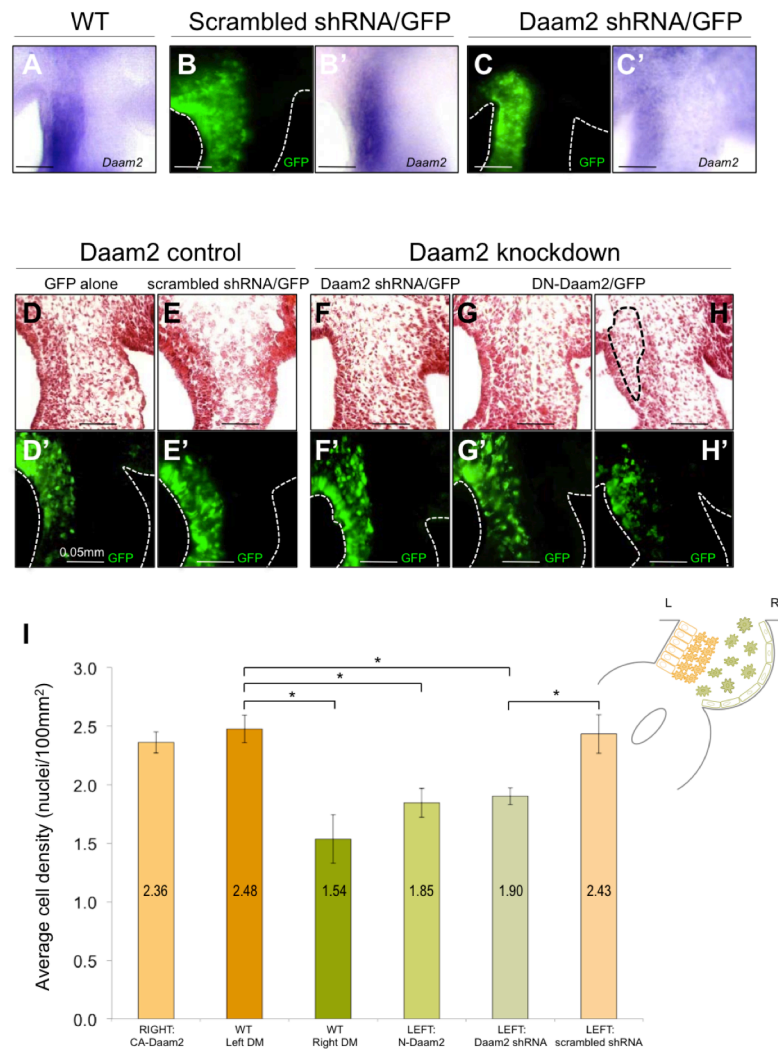 WT Scrambled shRNA/GFP Daam2 shRNA/GFP
A B B’ C C’
Daam2 GFP Daam2 GFP Daam2
Daam2 control Daam2 knockdown
GFP alone scrambled shRNA/GFP Daam2 shRNA/GFP DN-Daam2/GFP
D E F G H
D’ E’ F’ G’ H’
0.05mm GFP GFP GFP GFP GFP
L R
I
3.0
2.5
2.0
1.5
1.0
0.5
0.0
Average cell density (nuclei/100mm²)
* * * *
2.36 2.48 1.54 1.85 1.90 2.43
RIGHT: WT WT LEFT: LEFT: LEFT:
CA-Daam2 Left DM Right DM N-Daam2 Daam2 shRNA scrambled shRNA